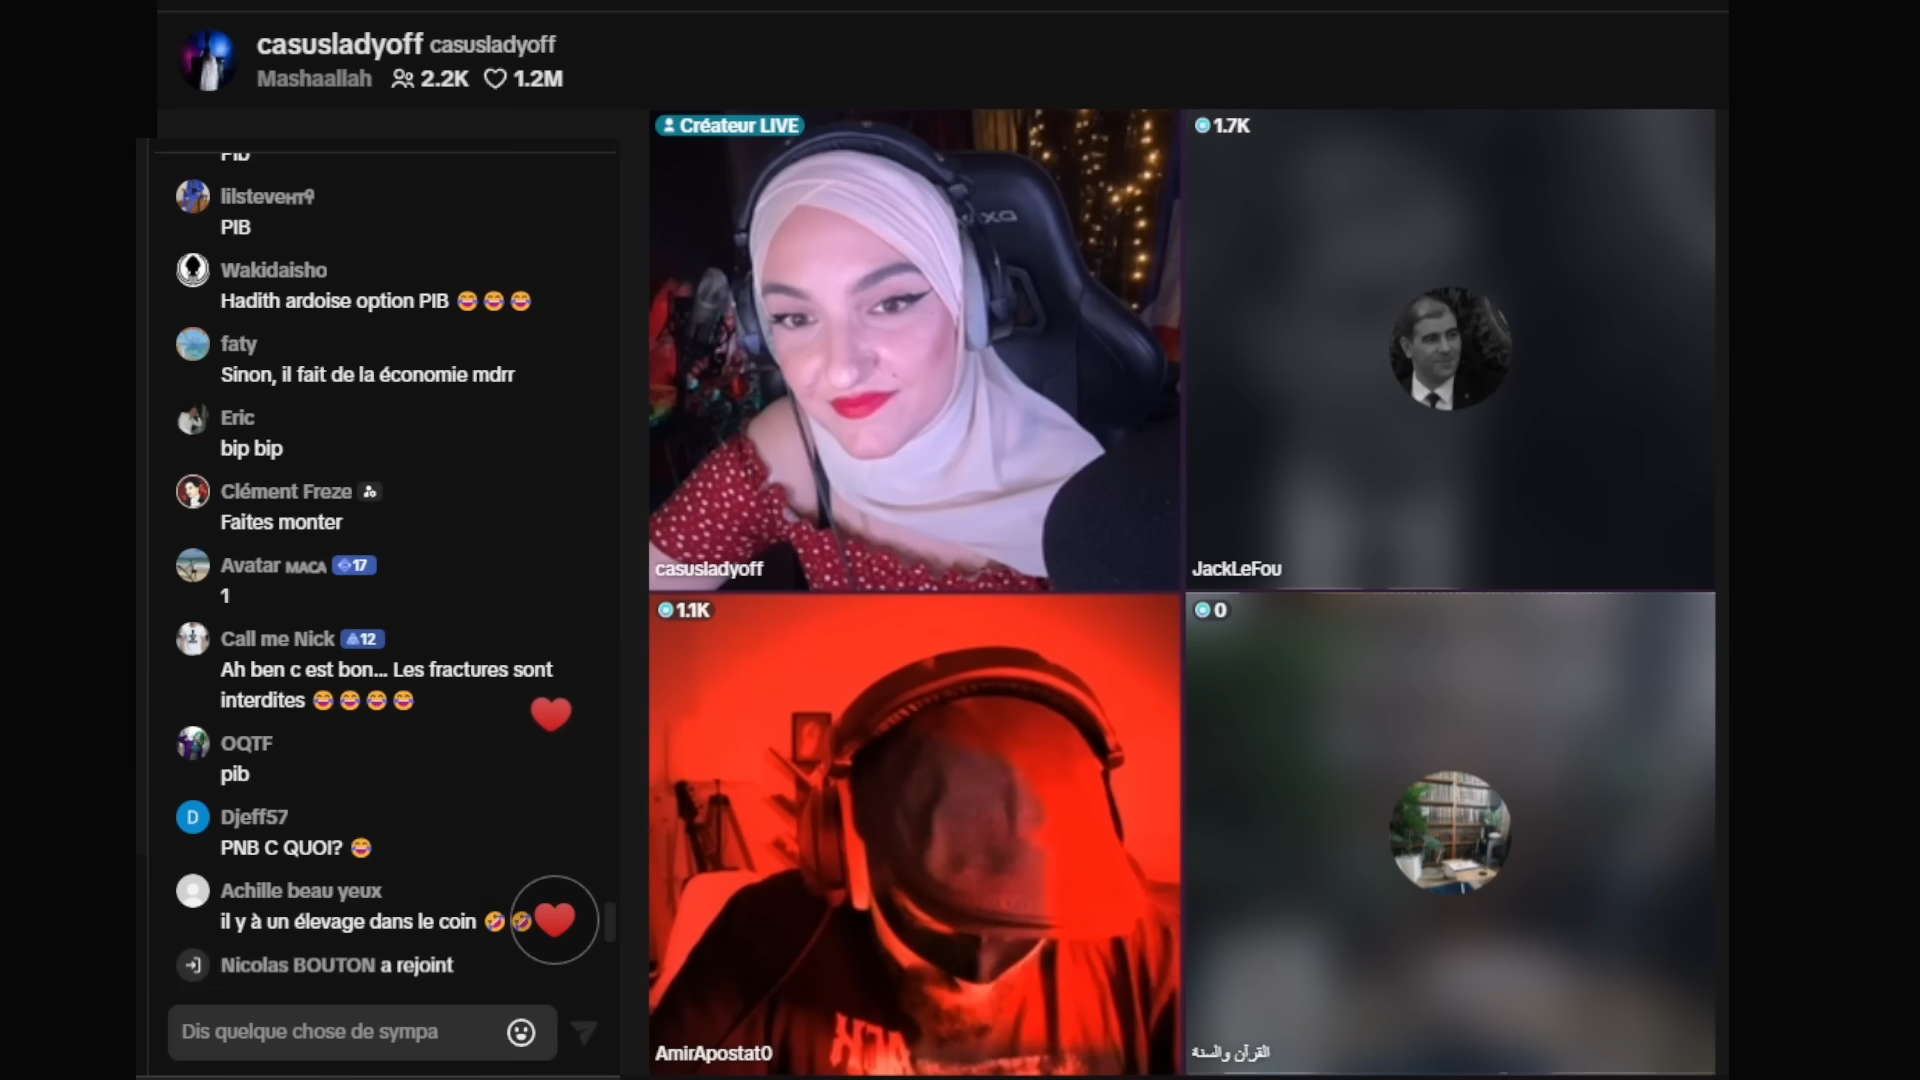 casusladyoff casusladyoff
Mashaallah 2.2K 1.2M
lilsteveHT
PIB
Wakidaisho
Hadith ardoise option PIB 😂😂😂
faty
Sinon, il fait de la économie mdrr
Eric
bip bip
Clément Freze
Faites monter
Avatar MACA 17
1
Call me Nick 12
Ah ben c est bon... Les fractures sont
interdites 😂😂😂😂
OQTF
pib
Djeff57
PNB C QUOI? 😂
Achille beau yeux
il y à un élevage dans le coin 🤣🤣
Nicolas BOUTON a rejoint
Dis quelque chose de sympa
Créateur LIVE
casusladyoff
1.7K
JackLeFou
1.1K
AmirApostat0
0
القرآن والسنة